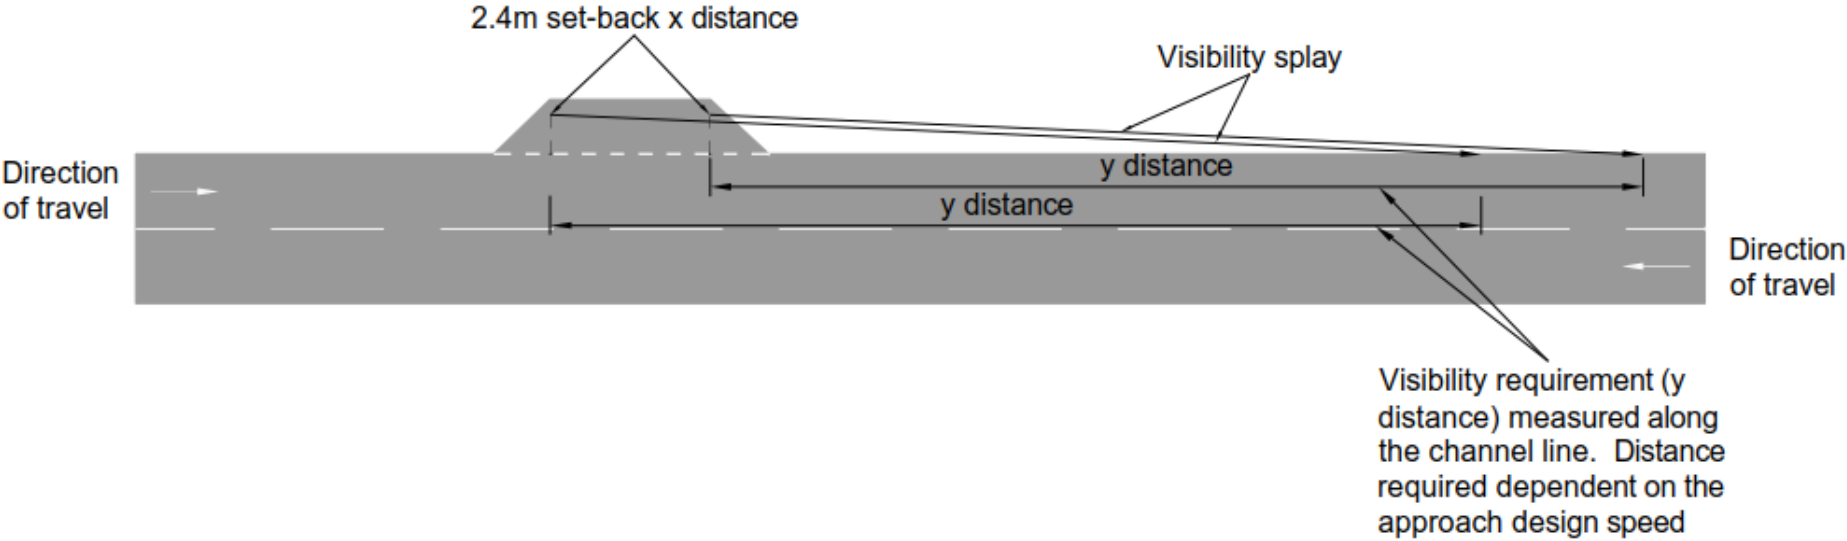 2.4m set-back x distance
Visibility splay
Direction
of travel
y distance
y distance
Direction
of travel
Visibility requirement (y
distance) measured along
the channel line. Distance
required dependent on the
approach design speed